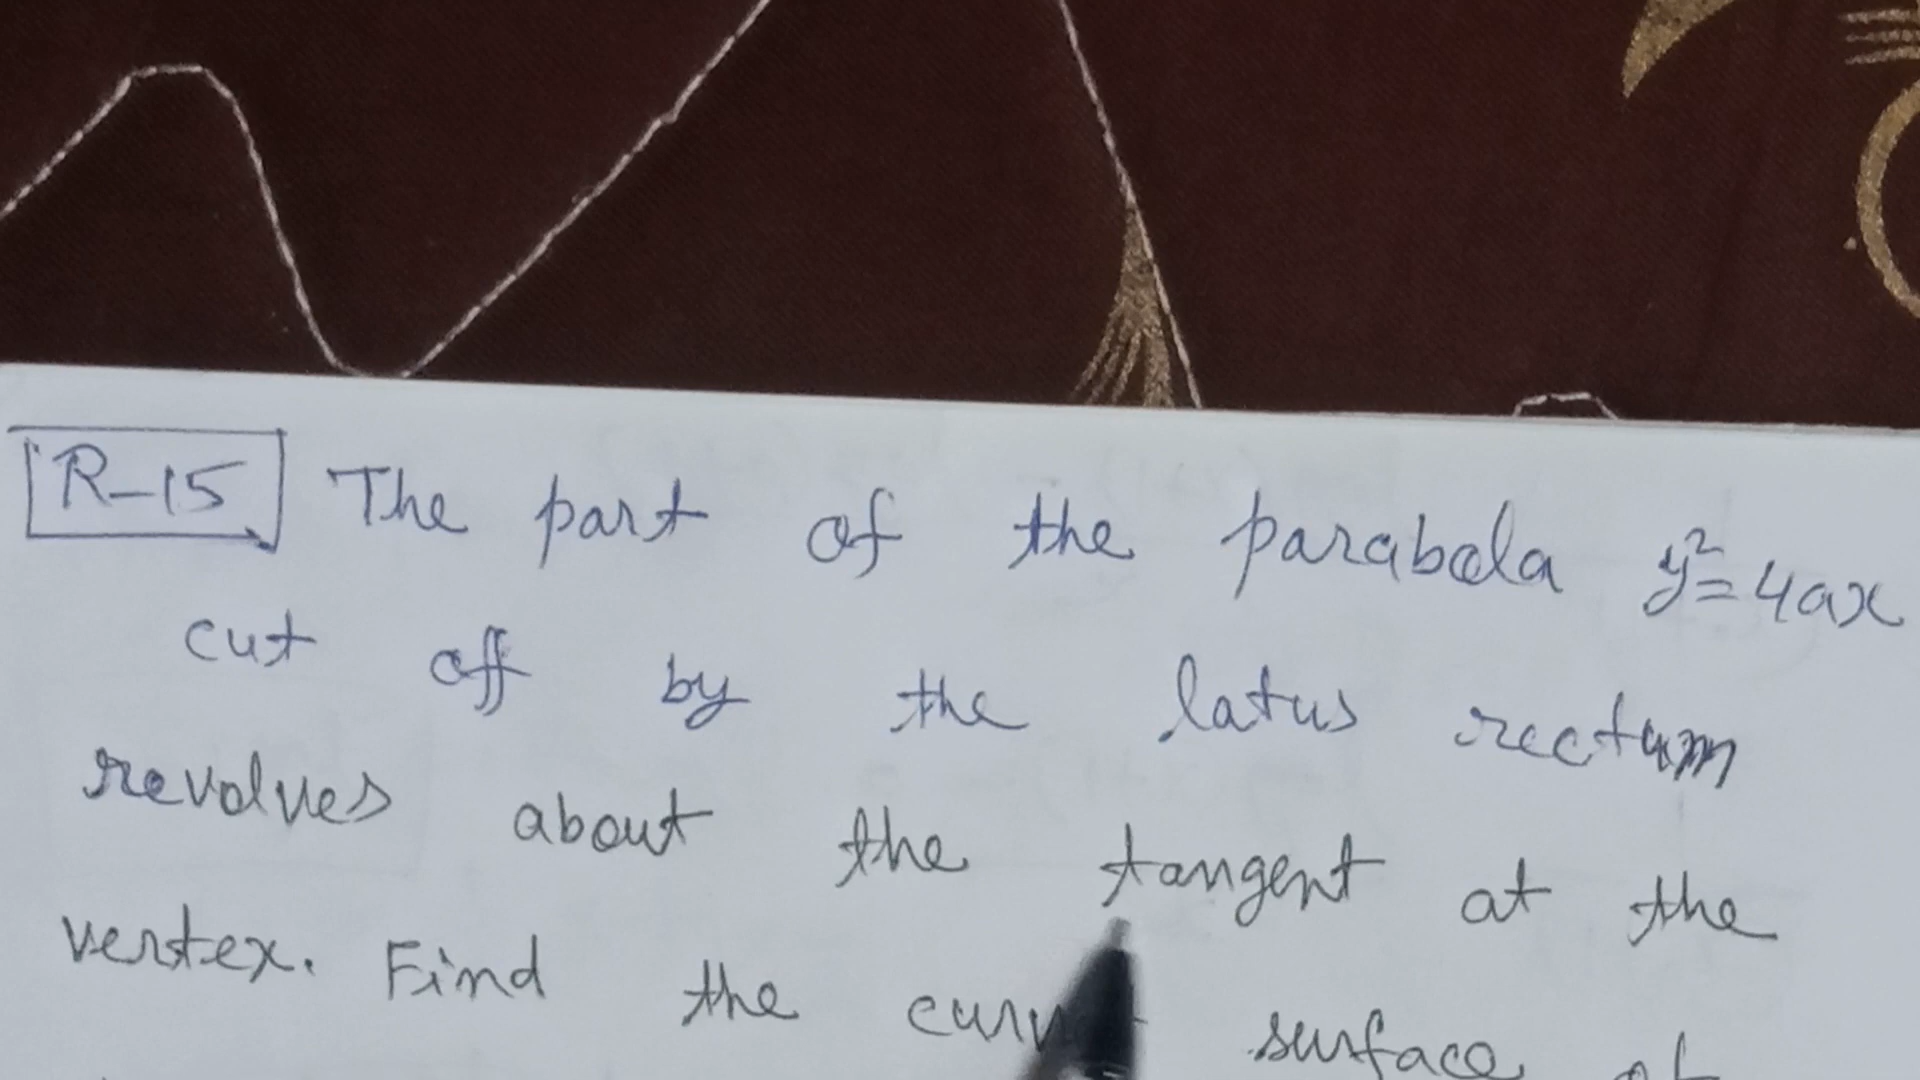 R-15 The part of the parabola y²=4ax
cut off by the latus rectum
revolves about the tangent at the
vertex. Find the surface of